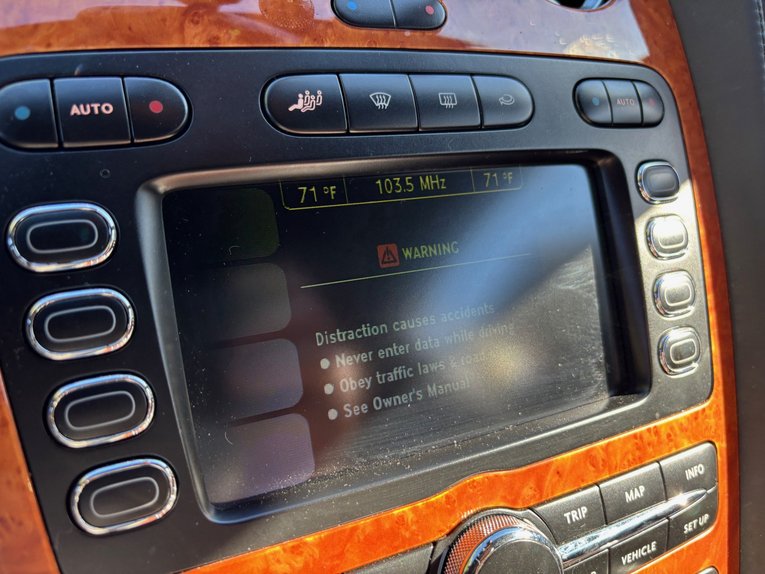 AUTO
AUTO
71 °F 103.5 MHz 71 °F
WARNING
Distraction causes accidents
● Never enter data while driving
● Obey traffic laws & road
● See Owner's Manual
INFO
MAP
TRIP
SET UP
VEHICLE